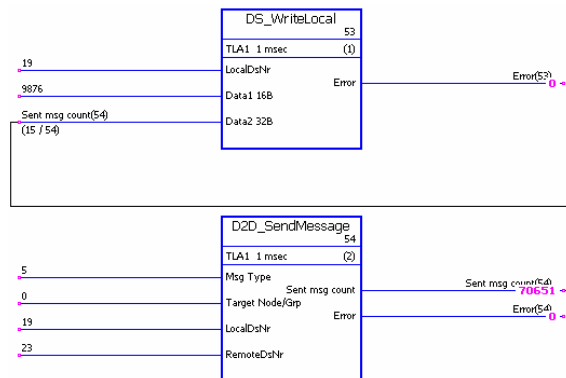 DS_WriteLocal
53
TLA1 1 msec (1)
19
LocalDsNr
Error
Error(53)
0
9876
Data1 16B
Sent msg count(54)
Data2 32B
(15 / 54)
D2D_SendMessage
54
TLA1 1 msec (2)
5
Msg Type
Sent msg count
Sent msg count(54)
70651
0
Target Node/Grp
Error
Error(54)
0
19
LocalDsNr
23
RemoteDsNr